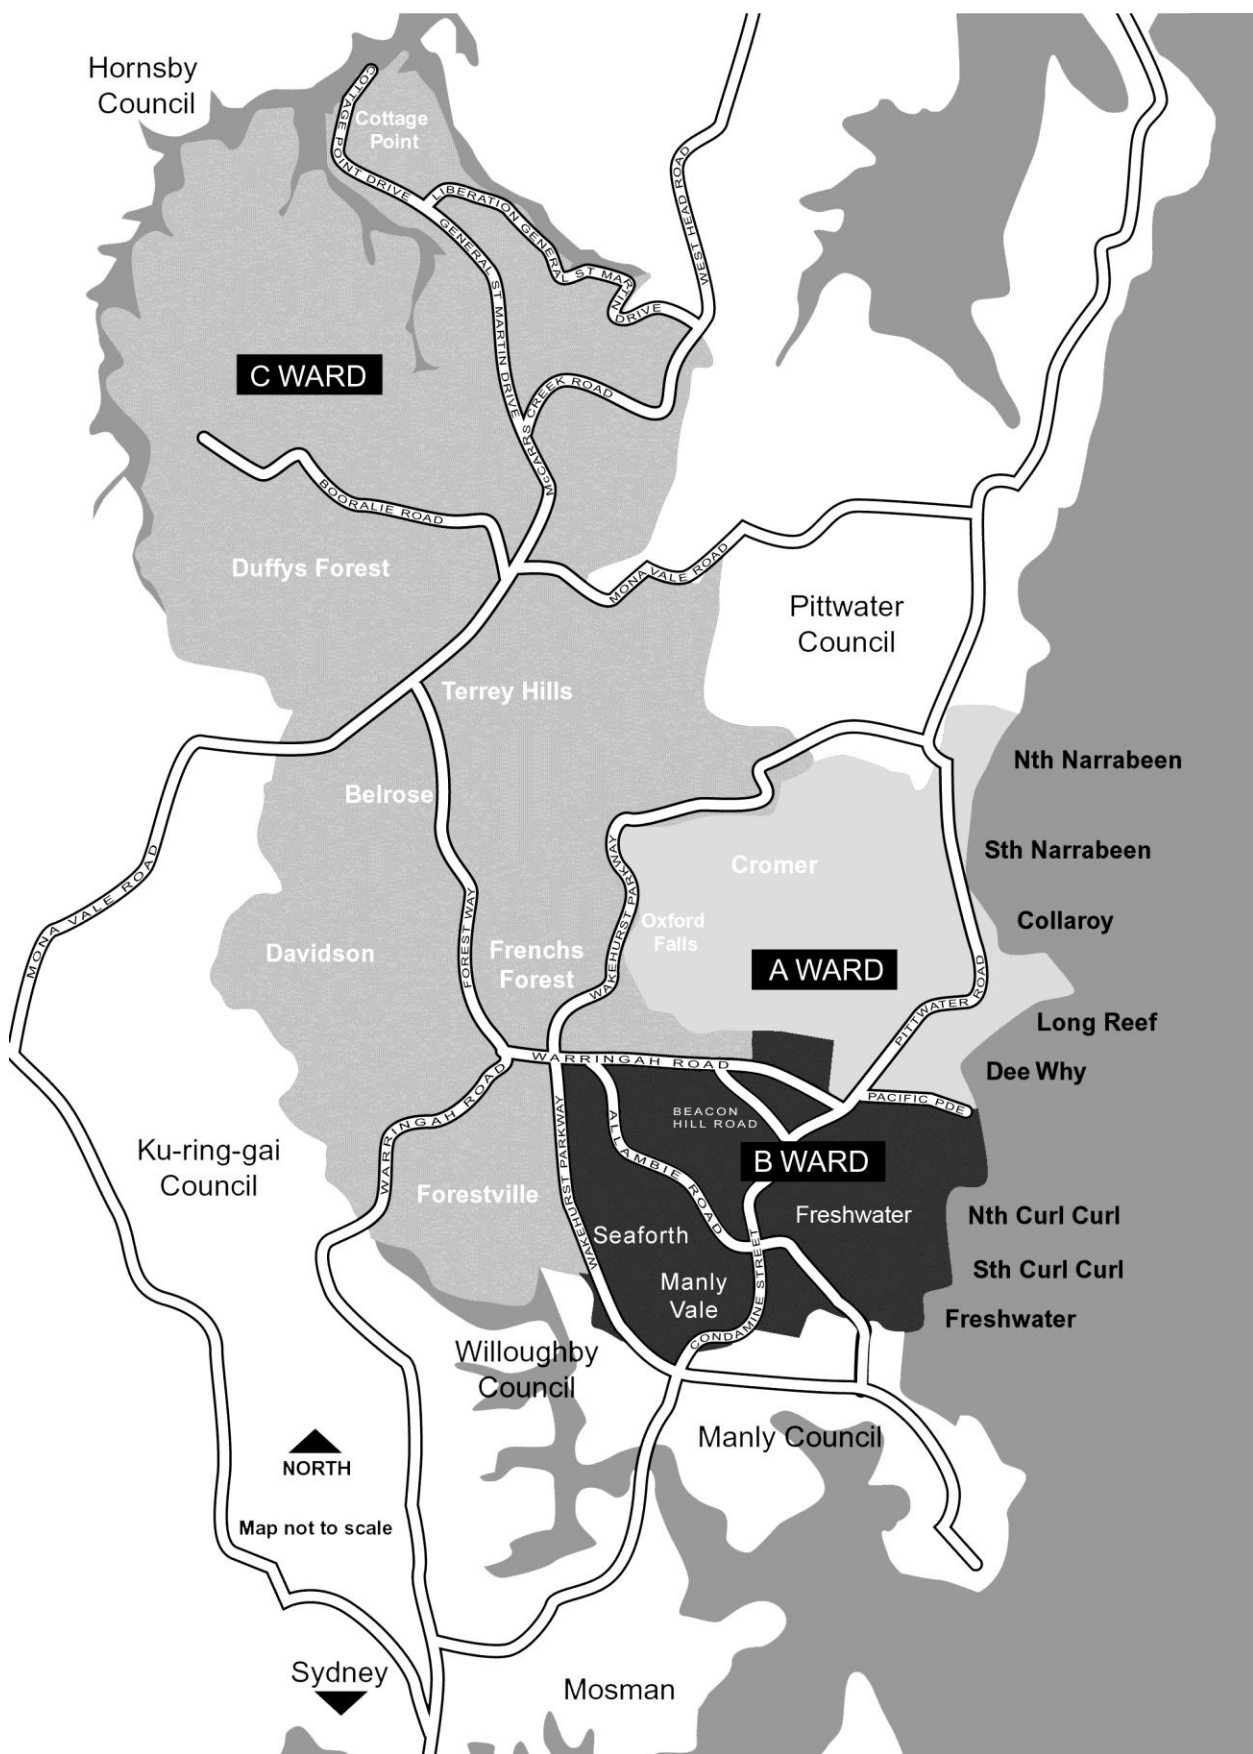 Hornsby
Council
COTTAGE POINT DRIVE
Cottage
Point
LIBERATION GENERAL ST MARTIN DRIVE
GENERAL ST MARTIN DRIVE
WEST HEAD ROAD
C WARD
McCARRS CREEK ROAD
BOORALIE ROAD
Duffys Forest
MONA VALE ROAD
Pittwater
Council
Terrey Hills
Nth Narrabeen
Belrose
MONA VALE ROAD
Sth Narrabeen
Cromer
WAKEHURST PARKWAY
FOREST WAY
Oxford
Falls
Collaroy
Davidson
Frenchs
Forest
A WARD
PITTWATER ROAD
Long Reef
WARRINGAH ROAD
Dee Why
PACIFIC PDE
WARRINGAH ROAD
BEACON
HILL ROAD
ALLAMBIE ROAD
WAKEHURST PARKWAY
Ku-ring-gai
Council
B WARD
Forestville
Freshwater
Nth Curl Curl
Seaforth
Sth Curl Curl
Manly
Vale
CONDAMINE STREET
Freshwater
Willoughby
Council
Manly Council
NORTH
Map not to scale
Sydney
Mosman